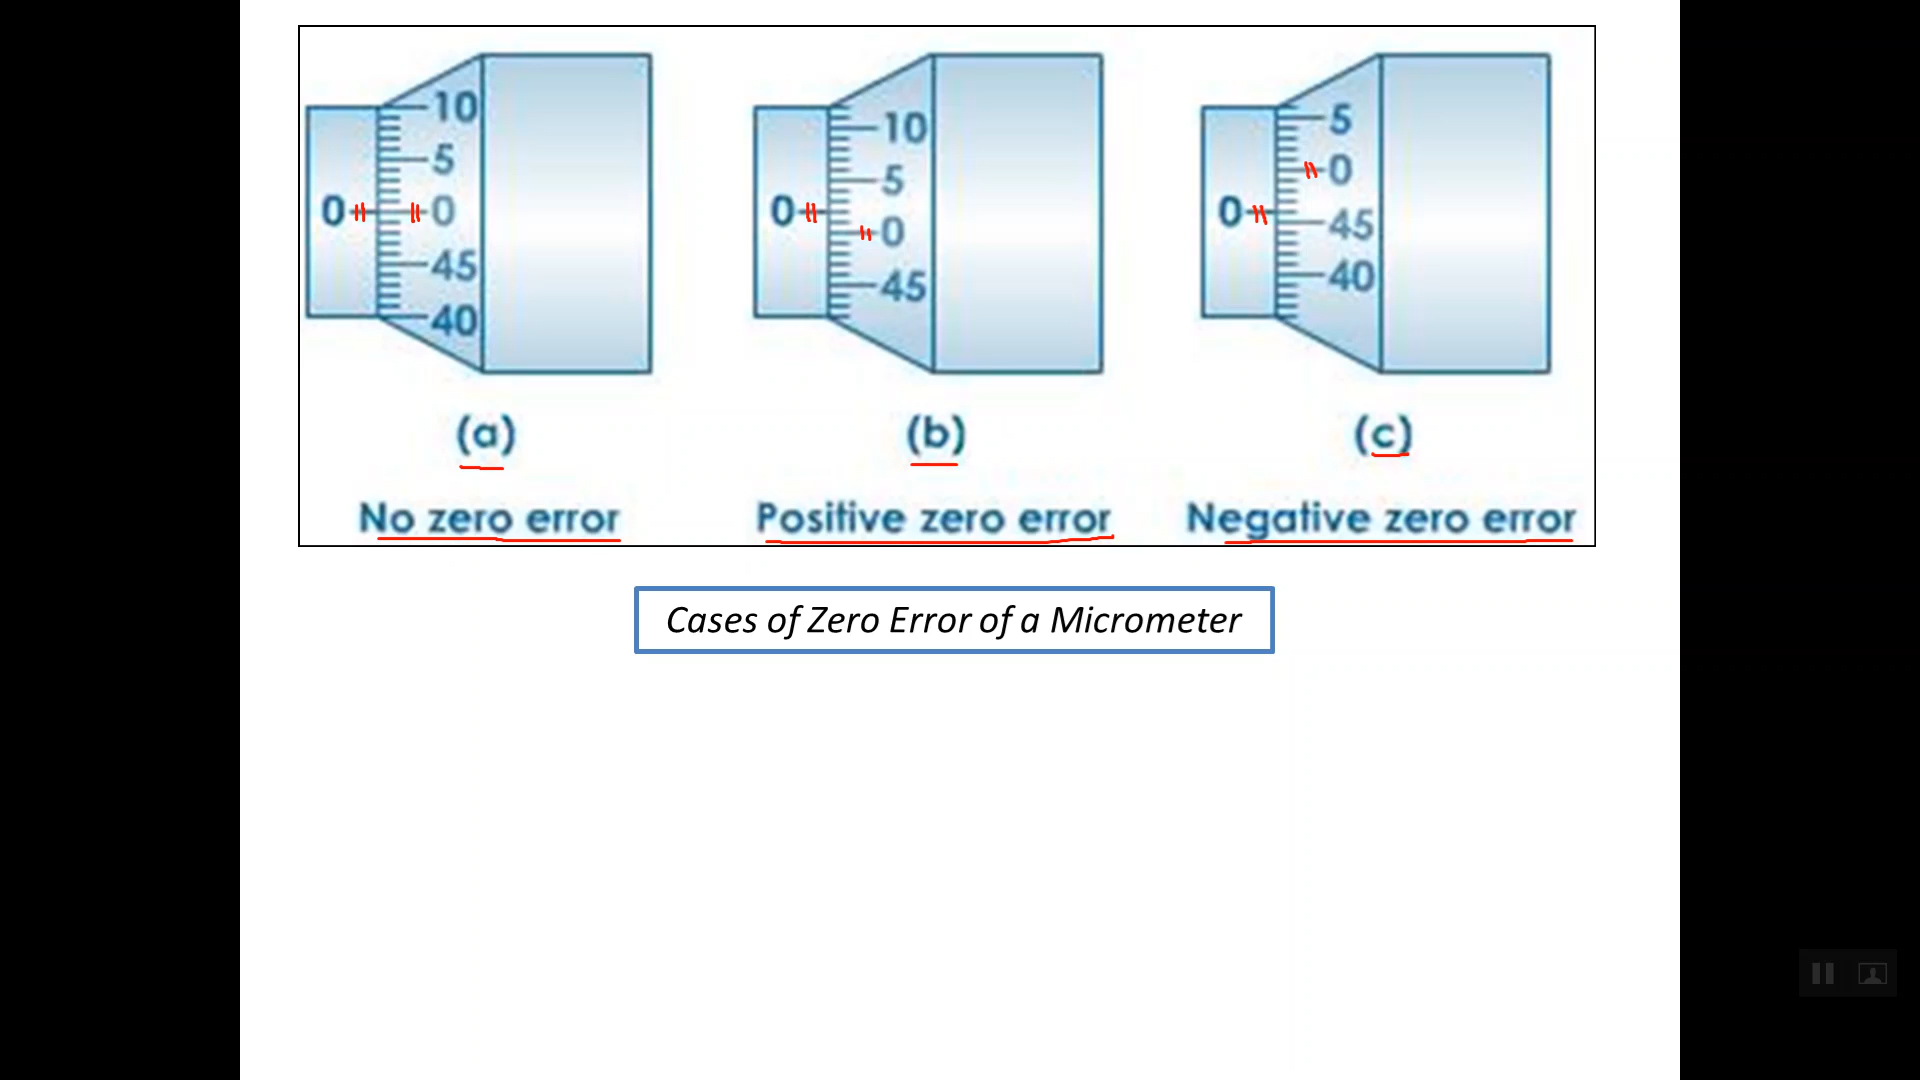 10 5 0 45 40 0
10 5 0 45 0
5 0 45 40 0
(a) (b) (c)
No zero error Positive zero error Negative zero error
Cases of Zero Error of a Micrometer